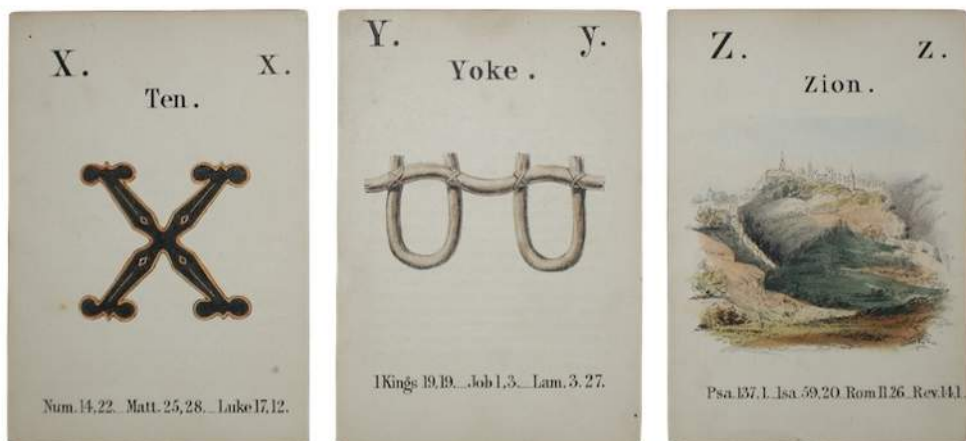 X. X.
Ten.
Num. 14,22. Matt. 25,28. Luke 17,12.
Y. y.
Yoke.
1 Kings 19,19. Job 1,3. Lam. 3.27.
Z. z.
Zion.
Psa. 137,1. Isa. 59,20 Rom 11.26 Rev. 14,1